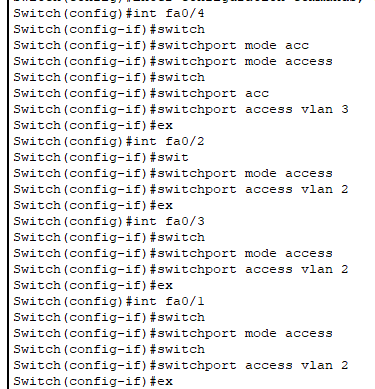 Switch(config-if)#
Switch(config)#int fa0/4
Switch(config-if)#switch
Switch(config-if)#switchport mode acc
Switch(config-if)#switchport mode access
Switch(config-if)#switch
Switch(config-if)#switchport acc
Switch(config-if)#switchport access vlan 3
Switch(config-if)#ex
Switch(config)#int fa0/2
Switch(config-if)#swit
Switch(config-if)#switchport mode access
Switch(config-if)#switchport access vlan 2
Switch(config-if)#ex
Switch(config)#int fa0/3
Switch(config-if)#switch
Switch(config-if)#switchport mode access
Switch(config-if)#switchport access vlan 2
Switch(config-if)#ex
Switch(config)#int fa0/1
Switch(config-if)#switch
Switch(config-if)#switchport mode access
Switch(config-if)#switch
Switch(config-if)#switchport access vlan 2
Switch(config-if)#ex